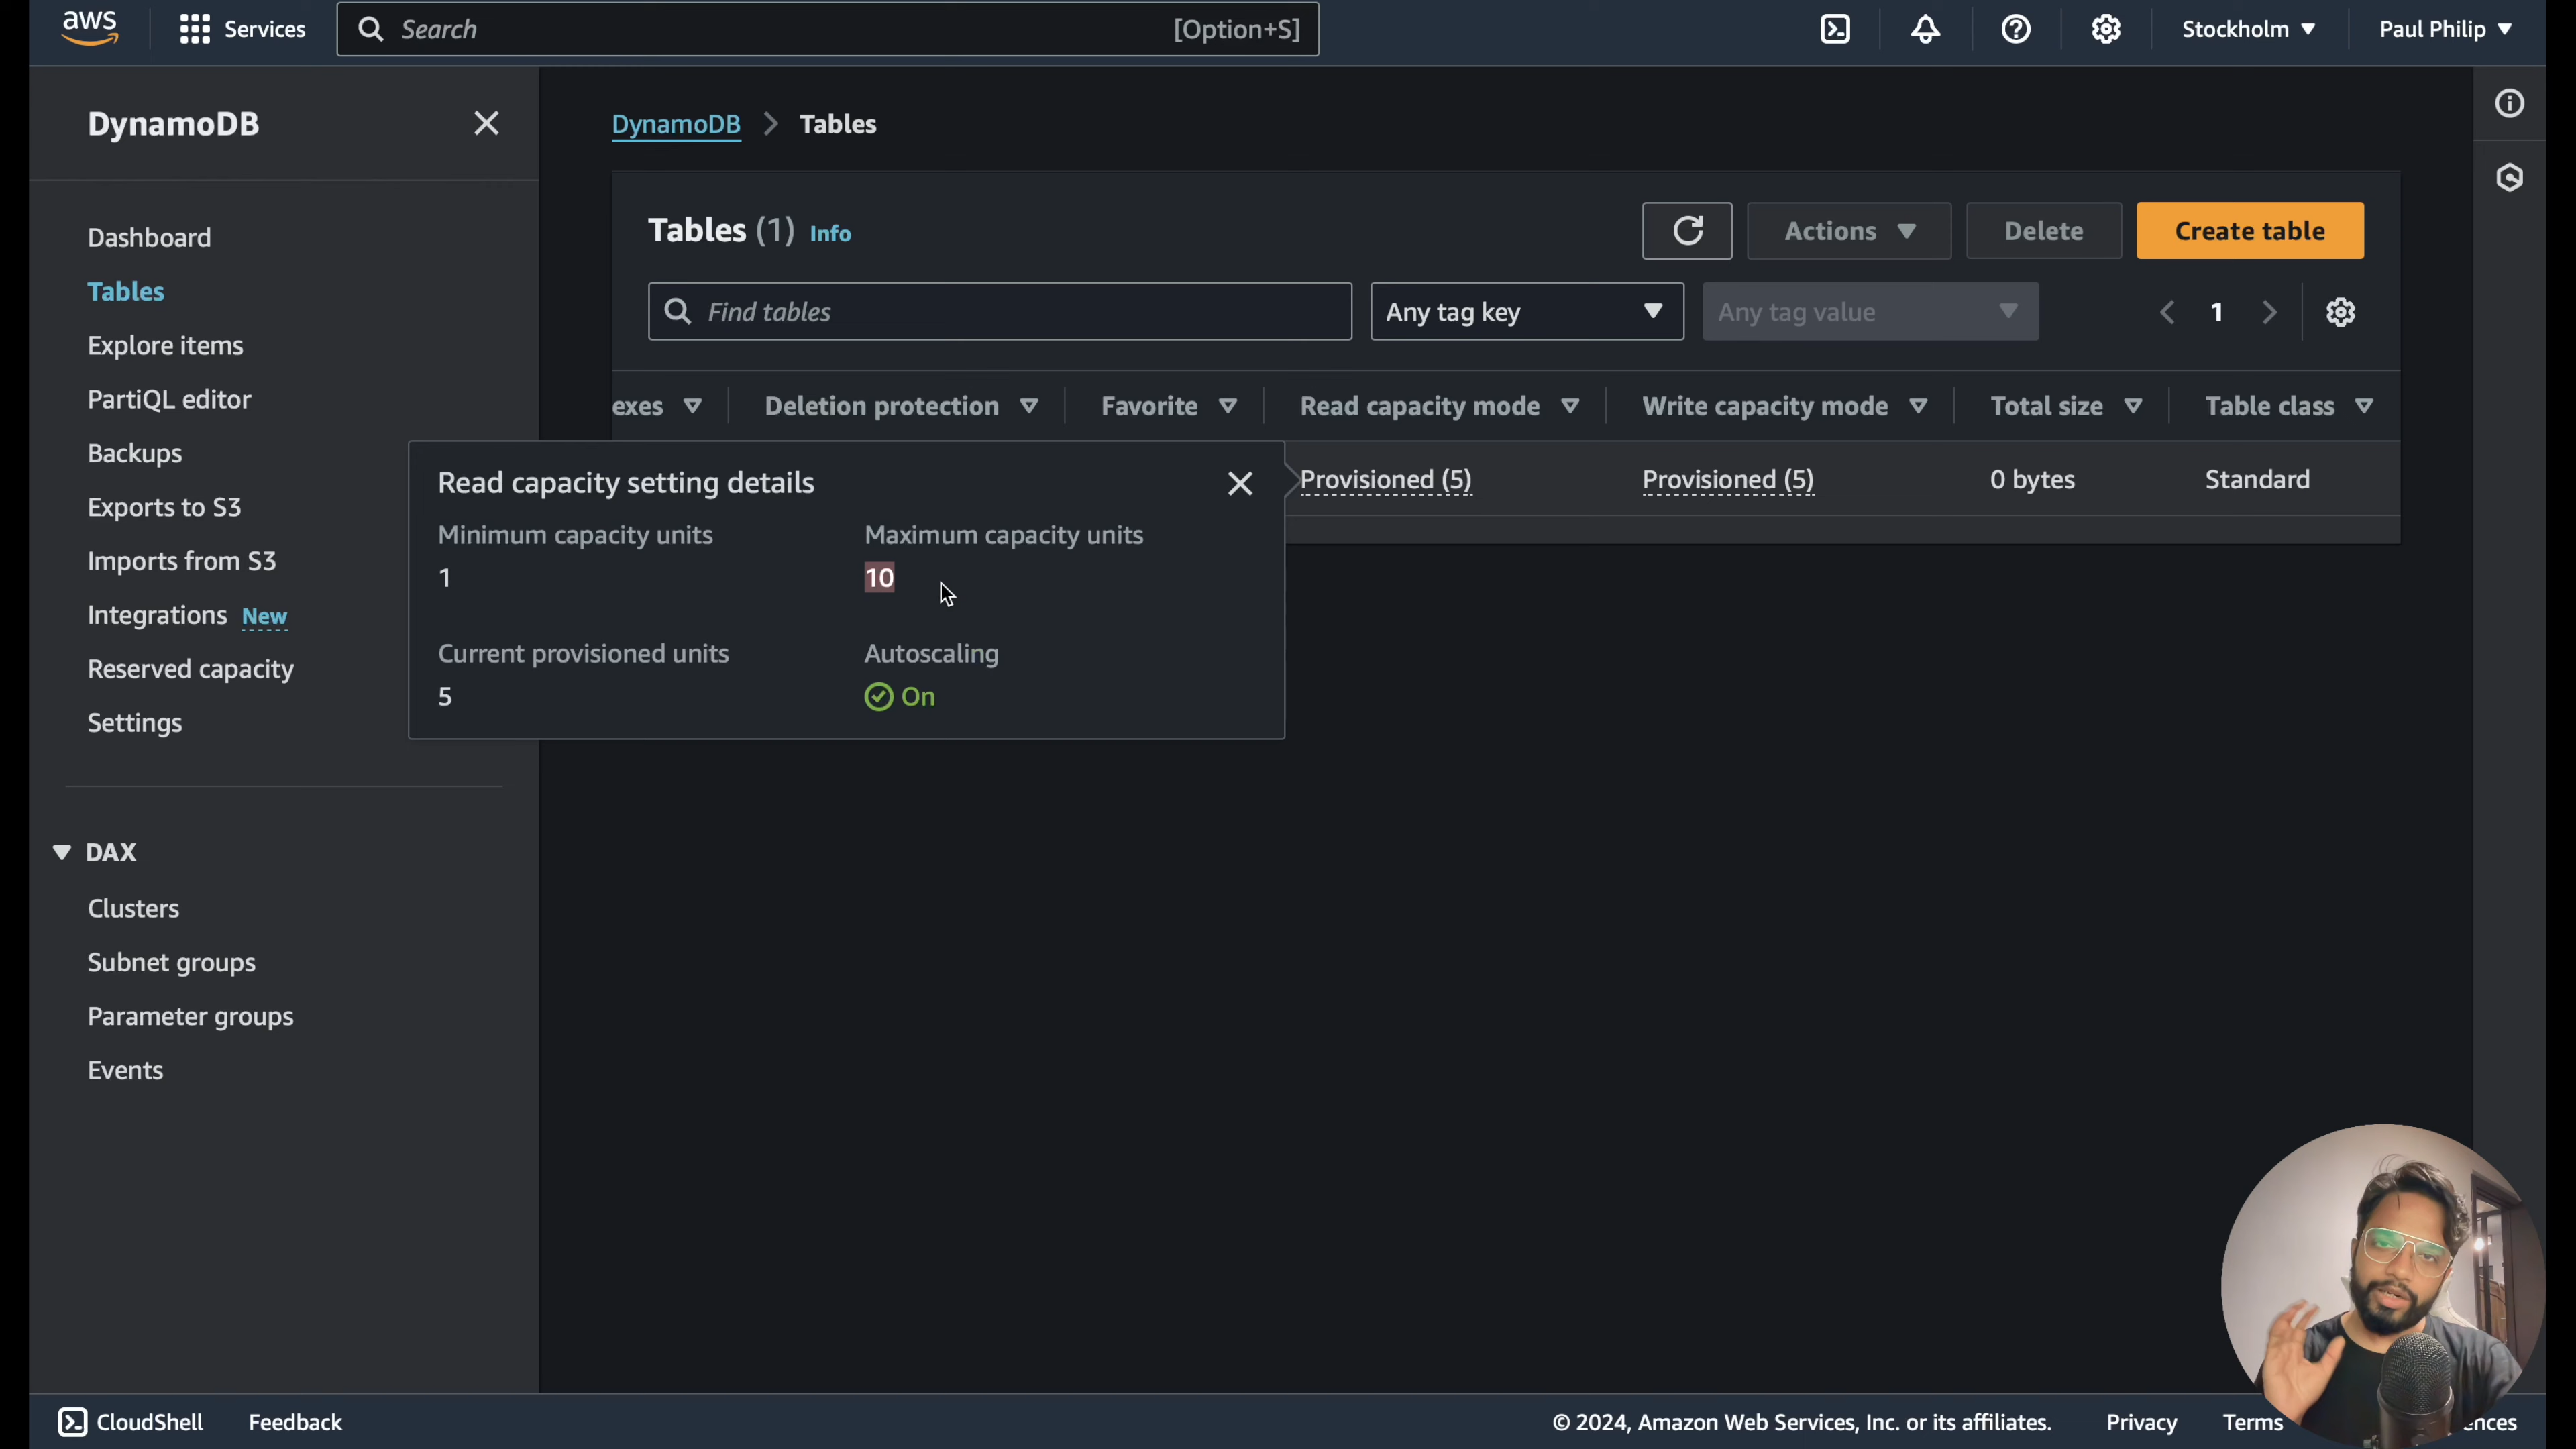 aws
Services
Search
[Option+S]
Stockholm
Paul Philip
DynamoDB
Dashboard
Tables
Explore items
PartiQL editor
Backups
Exports to S3
Imports from S3
Integrations New
Reserved capacity
Settings
DAX
Clusters
Subnet groups
Parameter groups
Events
DynamoDB > Tables
Tables (1) Info
Actions
Delete
Create table
Find tables
Any tag key
Any tag value
1
exes
Deletion protection
Favorite
Read capacity mode
Write capacity mode
Total size
Table class
Provisioned (5)
Provisioned (5)
0 bytes
Standard
Read capacity setting details
Minimum capacity units
1
Maximum capacity units
10
Current provisioned units
5
Autoscaling
On
CloudShell
Feedback
© 2024, Amazon Web Services, Inc. or its affiliates.
Privacy
Terms
ences